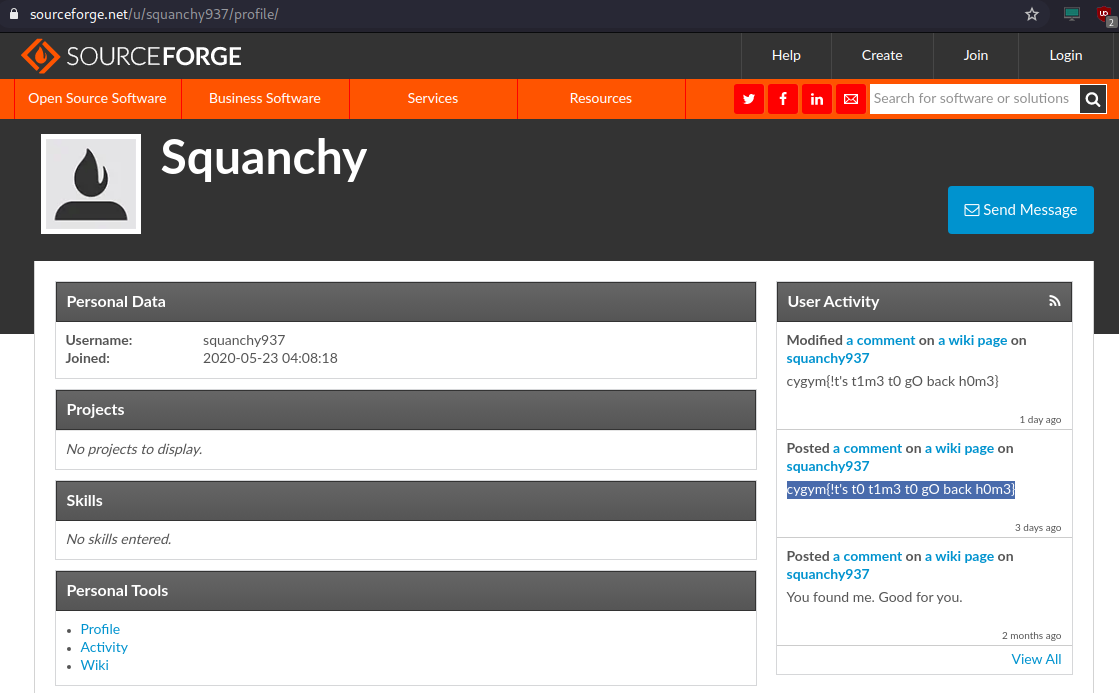 sourceforge.net/u/squanchy937/profile/
2
SOURCEFORGE
Help
Create
Join
Login
Open Source Software
Business Software
Services
Resources
Search for software or solutions
Squanchy
Send Message
Personal Data
Username: squanchy937
Joined: 2020-05-23 04:08:18
Projects
No projects to display.
Skills
No skills entered.
Personal Tools
Profile
Activity
Wiki
User Activity
Modified a comment on a wiki page on
squanchy937
cygym{!t's t1m3 t0 gO back h0m3}
1 day ago
Posted a comment on a wiki page on
squanchy937
cygym{!t's t0 t1m3 t0 gO back h0m3}
3 days ago
Posted a comment on a wiki page on
squanchy937
You found me. Good for you.
2 months ago
View All